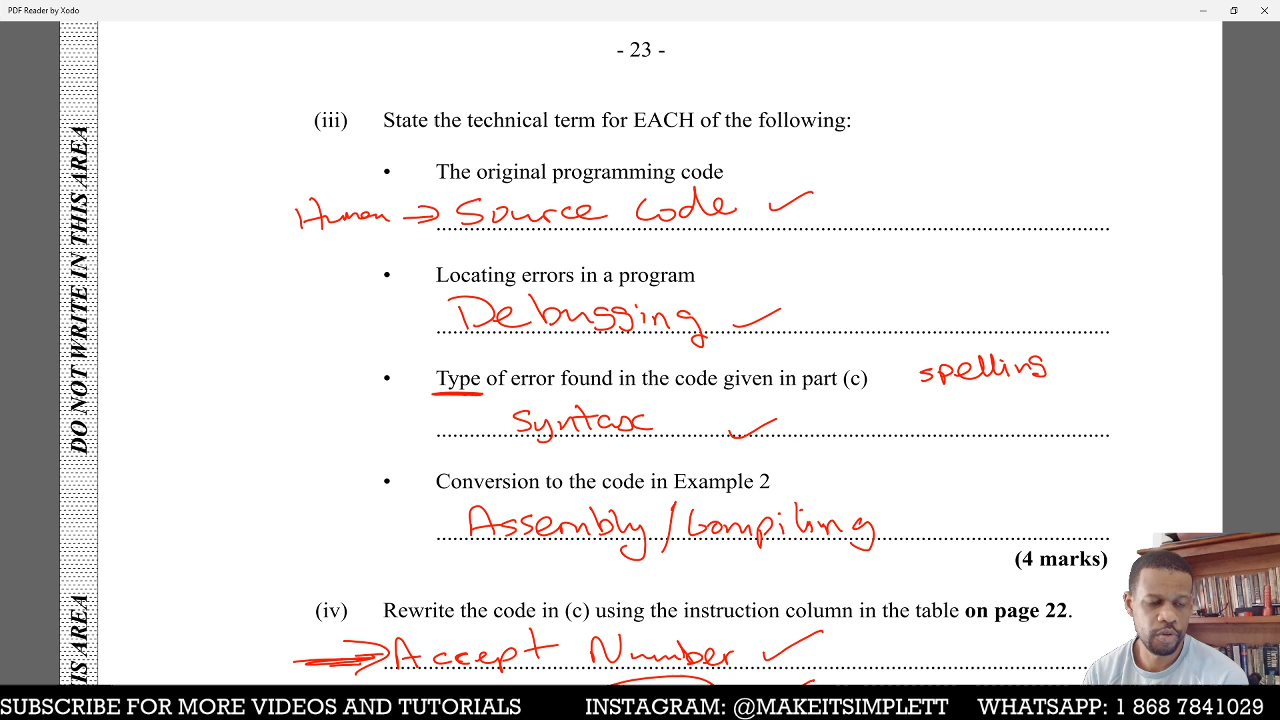 PDF Reader by Xodo
- 23 -
DO NOT WRITE IN THIS AREA
(iii) State the technical term for EACH of the following:
• The original programming code
Human → Source Code ✓
• Locating errors in a program
Debugging ✓
• Type of error found in the code given in part (c) spelling
Syntax ✓
• Conversion to the code in Example 2
Assembly / Compiling
(4 marks)
(iv) Rewrite the code in (c) using the instruction column in the table on page 22.
→ Accept Number ✓
IS AREA
SUBSCRIBE FOR MORE VIDEOS AND TUTORIALS INSTAGRAM: @MAKEITSIMPLETT WHATSAPP: 1 868 7841029